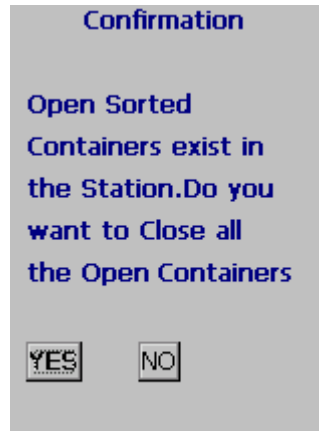 Confirmation
Open Sorted
Containers exist in
the Station.Do you
want to Close all
the Open Containers
YES NO